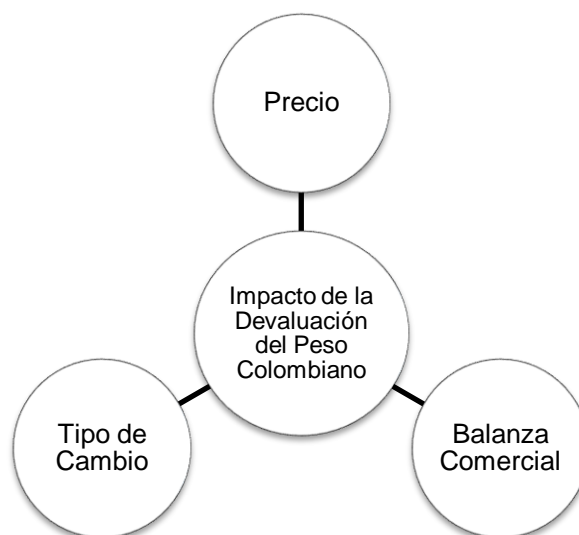 Precio
Impacto de la
Devaluación
del Peso
Colombiano
Tipo de
Cambio
Balanza
Comercial